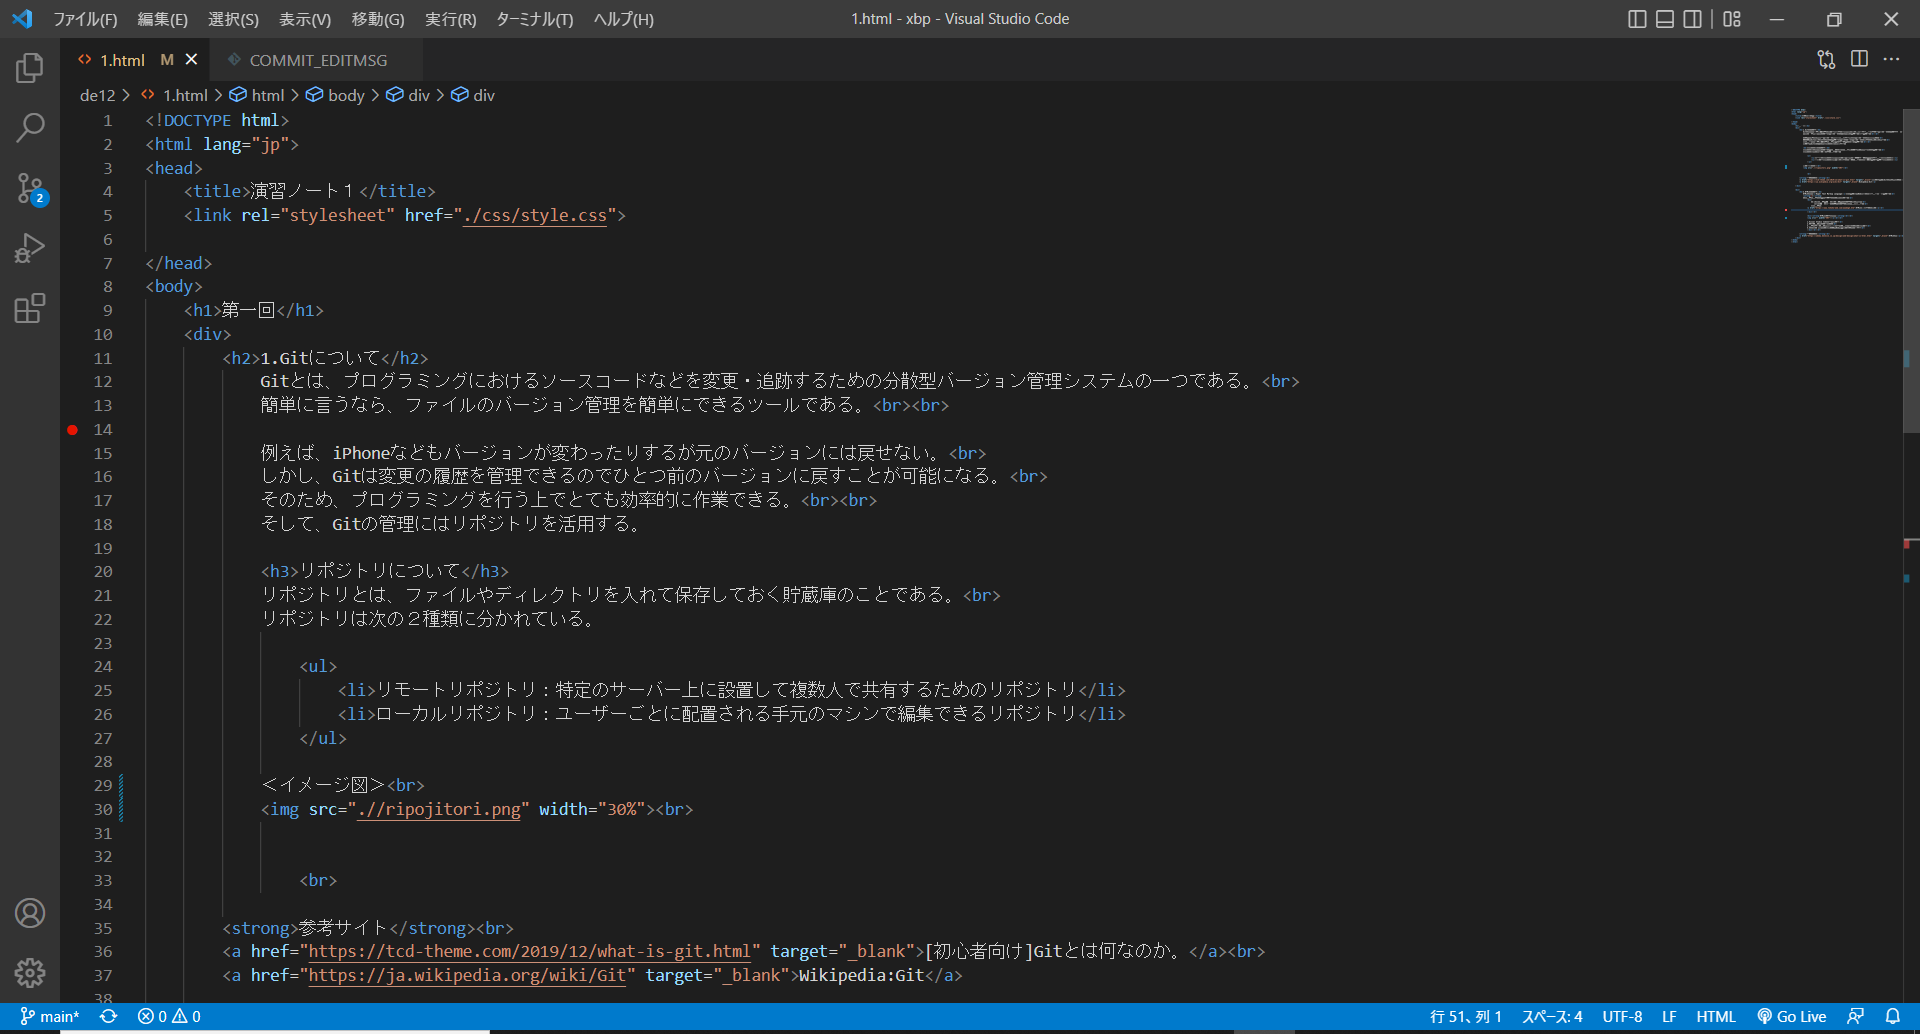 ファイル(F) 編集(E) 選択(S) 表示(V) 移動(G) 実行(R) ターミナル(T) ヘルプ(H) 1.html - xbp - Visual Studio Code
1.html M COMMIT_EDITMSG
de12 > 1.html > html > body > div > div
1 <!DOCTYPE html>
2 <html lang="jp">
3 <head>
4 <title>演習ノート１</title>
5 <link rel="stylesheet" href="./css/style.css">
6
7 </head>
8 <body>
9 <h1>第一回</h1>
10 <div>
11 <h2>1.Gitについて</h2>
12 Gitとは、プログラミングにおけるソースコードなどを変更・追跡するための分散型バージョン管理システムの一つである。<br>
13 簡単に言うなら、ファイルのバージョン管理を簡単にできるツールである。<br><br>
14
15 例えば、iPhoneなどもバージョンが変わったりするが元のバージョンには戻せない。<br>
16 しかし、Gitは変更の履歴を管理できるのでひとつ前のバージョンに戻すことが可能になる。<br>
17 そのため、プログラミングを行う上でとても効率的に作業できる。<br><br>
18 そして、Gitの管理にはリポジトリを活用する。
19
20 <h3>リポジトリについて</h3>
21 リポジトリとは、ファイルやディレクトリを入れて保存しておく貯蔵庫のことである。<br>
22 リポジトリは次の２種類に分かれている。
23
24 <ul>
25 <li>リモートリポジトリ：特定のサーバー上に設置して複数人で共有するためのリポジトリ</li>
26 <li>ローカルリポジトリ：ユーザーごとに配置される手元のマシンで編集できるリポジトリ</li>
27 </ul>
28
29 ＜イメージ図＞<br>
30 <img src=".//ripojitori.png" width="30%"><br>
31
32
33 <br>
34
35 <strong>参考サイト</strong><br>
36 <a href="https://tcd-theme.com/2019/12/what-is-git.html" target="_blank">[初心者向け]Gitとは何なのか。</a><br>
37 <a href="https://ja.wikipedia.org/wiki/Git" target="_blank">Wikipedia:Git</a>
38
2
main* 0 0 行 51、列 1 スペース: 4 UTF-8 LF HTML Go Live